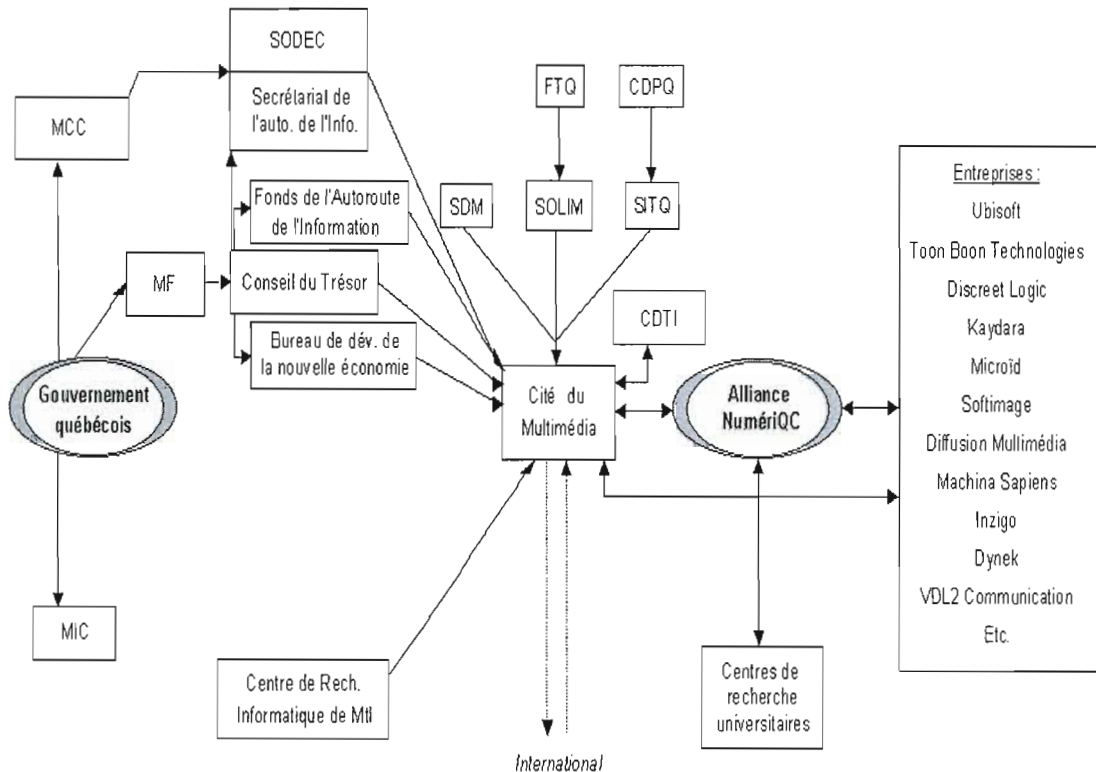 SODEC
Secrétariat de
l'auto. de l'Info.
MCC
FTQ
CDPQ
Fonds de l'Autoroute
de l'Information
SDM
SOLIM
SITQ
MF
Conseil du Trésor
Bureau de dév. de
la nouvelle économie
CDTI
Gouvernement
québécois
Cité du
Multimédia
Alliance
NumériQC
MIC
Centre de Rech.
Informatique de Mtl
Centres de
recherche
universitaires
International
Entreprises :
Ubisoft
Toon Boon Technologies
Discreet Logic
Kaydara
Microïd
Softimage
Diffusion Mullimédia
Machina Sapiens
Inzigo
Dynek
VDL2 Communication
Etc.